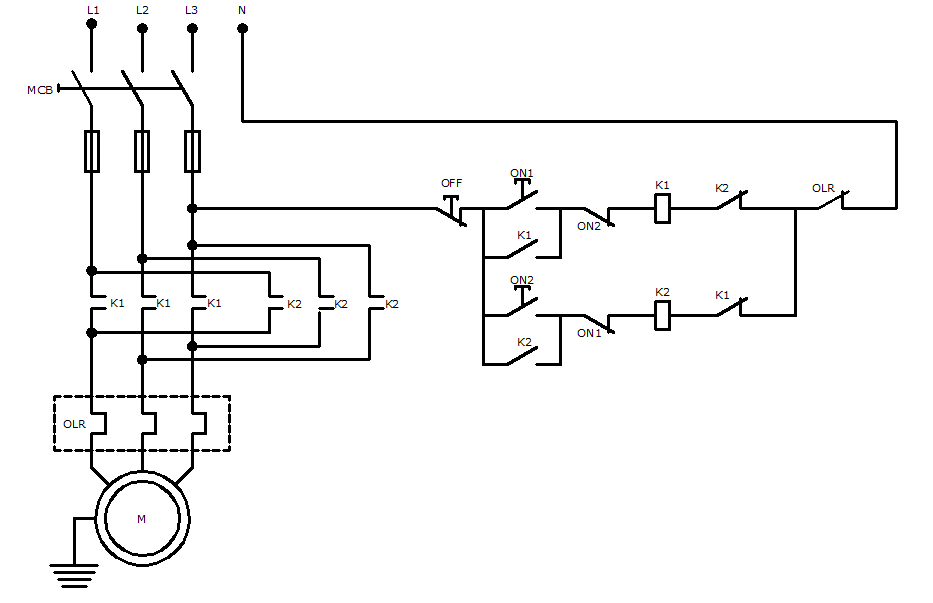 L1 L2 L3 N
MCB
OFF ON1 K1 K2 OLR
ON2
K1
K1 K1 K1 K2 K2 K2
ON2 K2 K1
ON1
K2
OLR
M